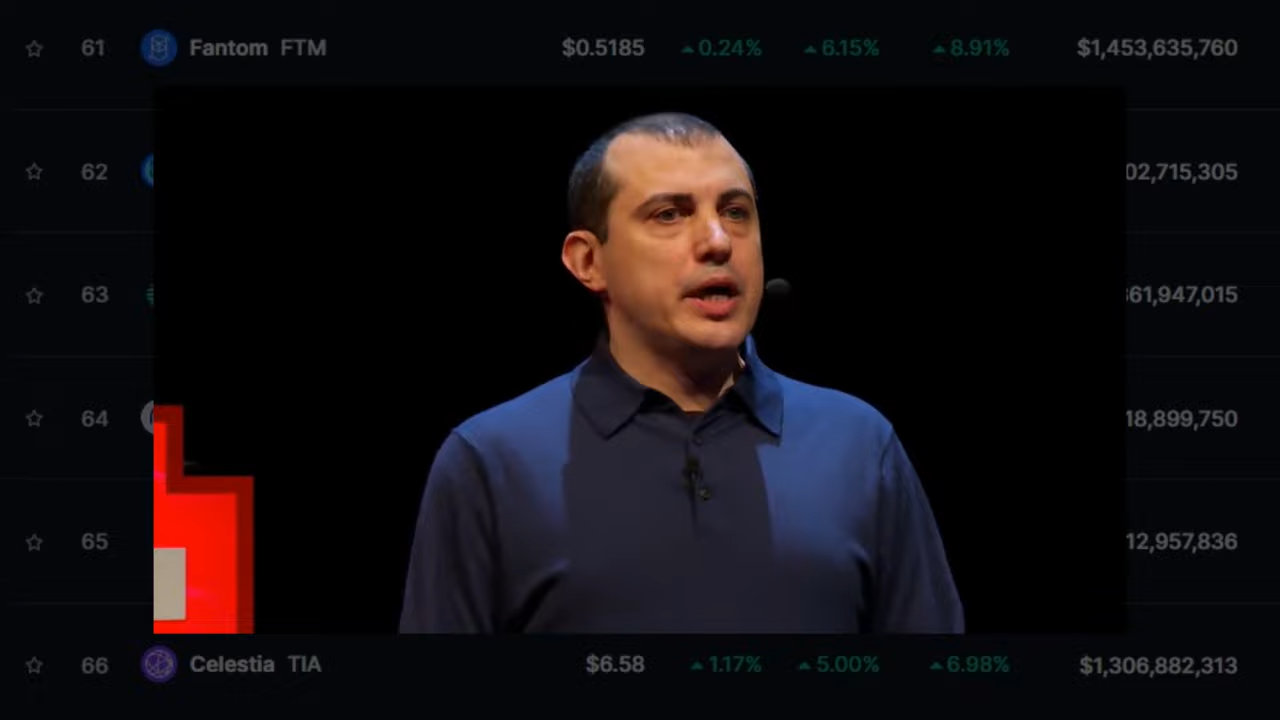 61 Fantom FTM $0.5185 0.24% 6.15% 8.91% $1,453,635,760
62 02,715,305
63 61,947,015
64 18,899,750
65 12,957,836
66 Celestia TIA $6.58 1.17% 5.00% 6.98% $1,306,882,313